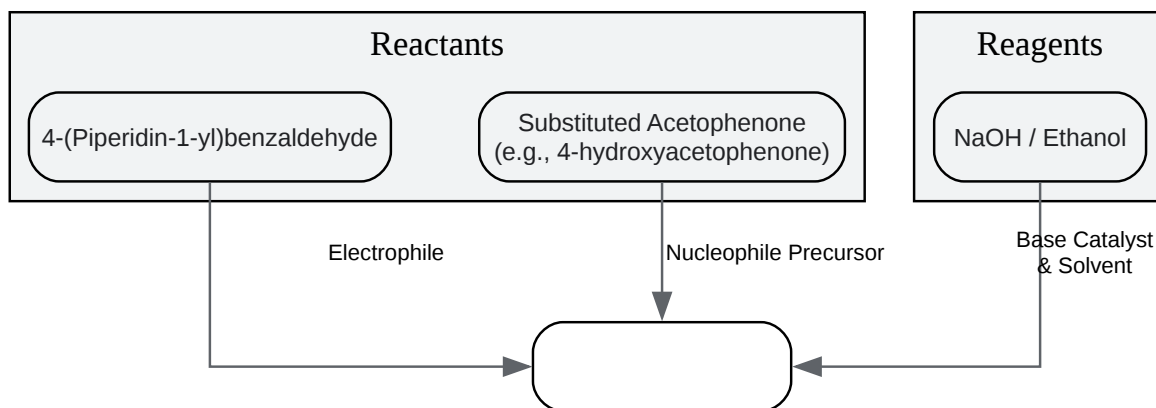 Reactants
Reagents
4-(Piperidin-1-yl)benzaldehyde
Substituted Acetophenone
(e.g., 4-hydroxyacetophenone)
NaOH / Ethanol
Electrophile
Nucleophile Precursor
Base Catalyst
& Solvent